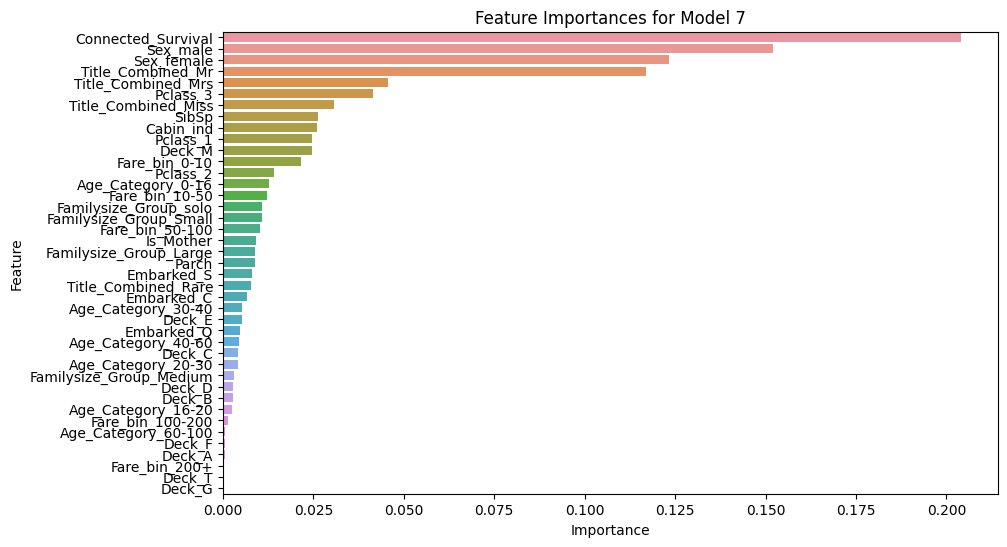 Feature Importances for Model 7
Connected_Survival
Sex_male
Sex_female
Title_Combined_Mr
Title_Combined_Mrs
Pclass_3
Title_Combined_Miss
SibSp
Cabin_ind
Pclass_1
Deck_M
Fare_bin_0-10
Pclass_2
Age_Category_0-16
Fare_bin_10-50
Familysize_Group_solo
Familysize_Group_Small
Fare_bin_50-100
Is_Mother
Familysize_Group_Large
Parch
Embarked_S
Title_Combined_Rare
Embarked_C
Age_Category_30-40
Deck_E
Embarked_Q
Age_Category_40-60
Deck_C
Age_Category_20-30
Familysize_Group_Medium
Deck_D
Deck_B
Age_Category_16-20
Fare_bin_100-200
Age_Category_60-100
Deck_F
Deck_A
Fare_bin_200+
Deck_T
Deck_G
Feature
0.000 0.025 0.050 0.075 0.100 0.125 0.150 0.175 0.200
Importance